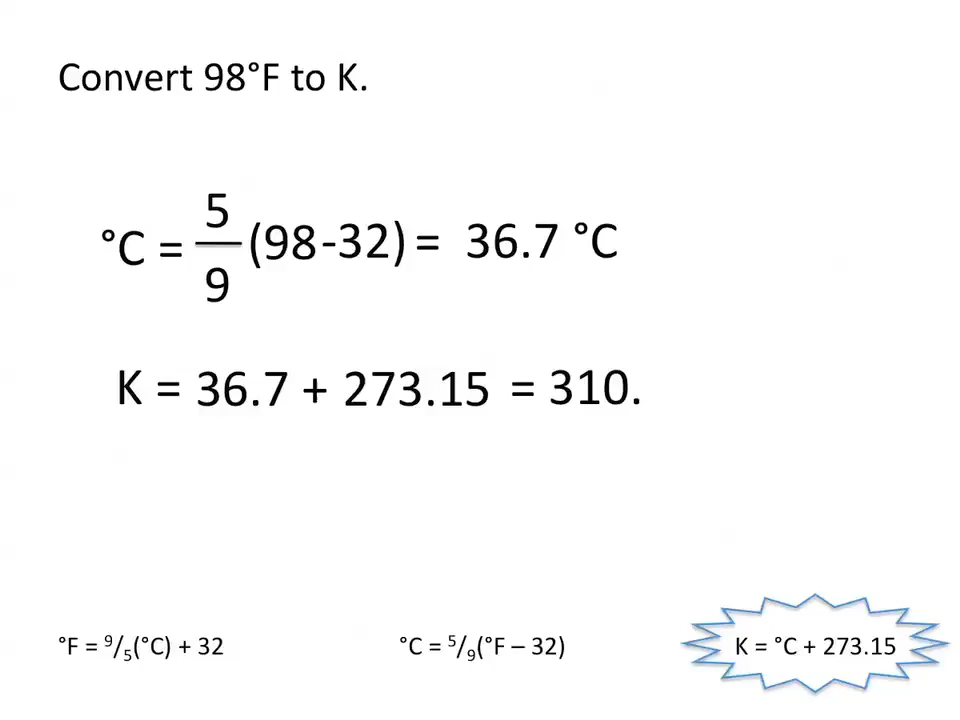 Convert 98°F to K.
°C = 5/9 (98-32) = 36.7 °C
K = 36.7 + 273.15 = 310.
°F = ⁹/₅(°C) + 32
°C = ⁵/₉(°F – 32)
K = °C + 273.15